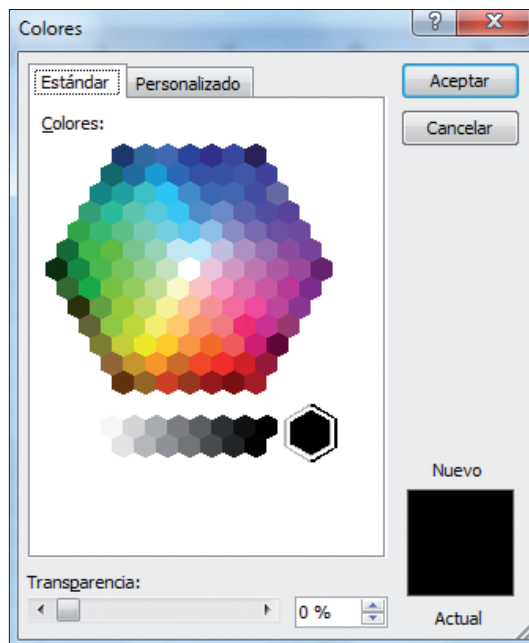 Colores
Estándar
Personalizado
Aceptar
Cancelar
Colores:
Nuevo
Transparencia:
0 %
Actual